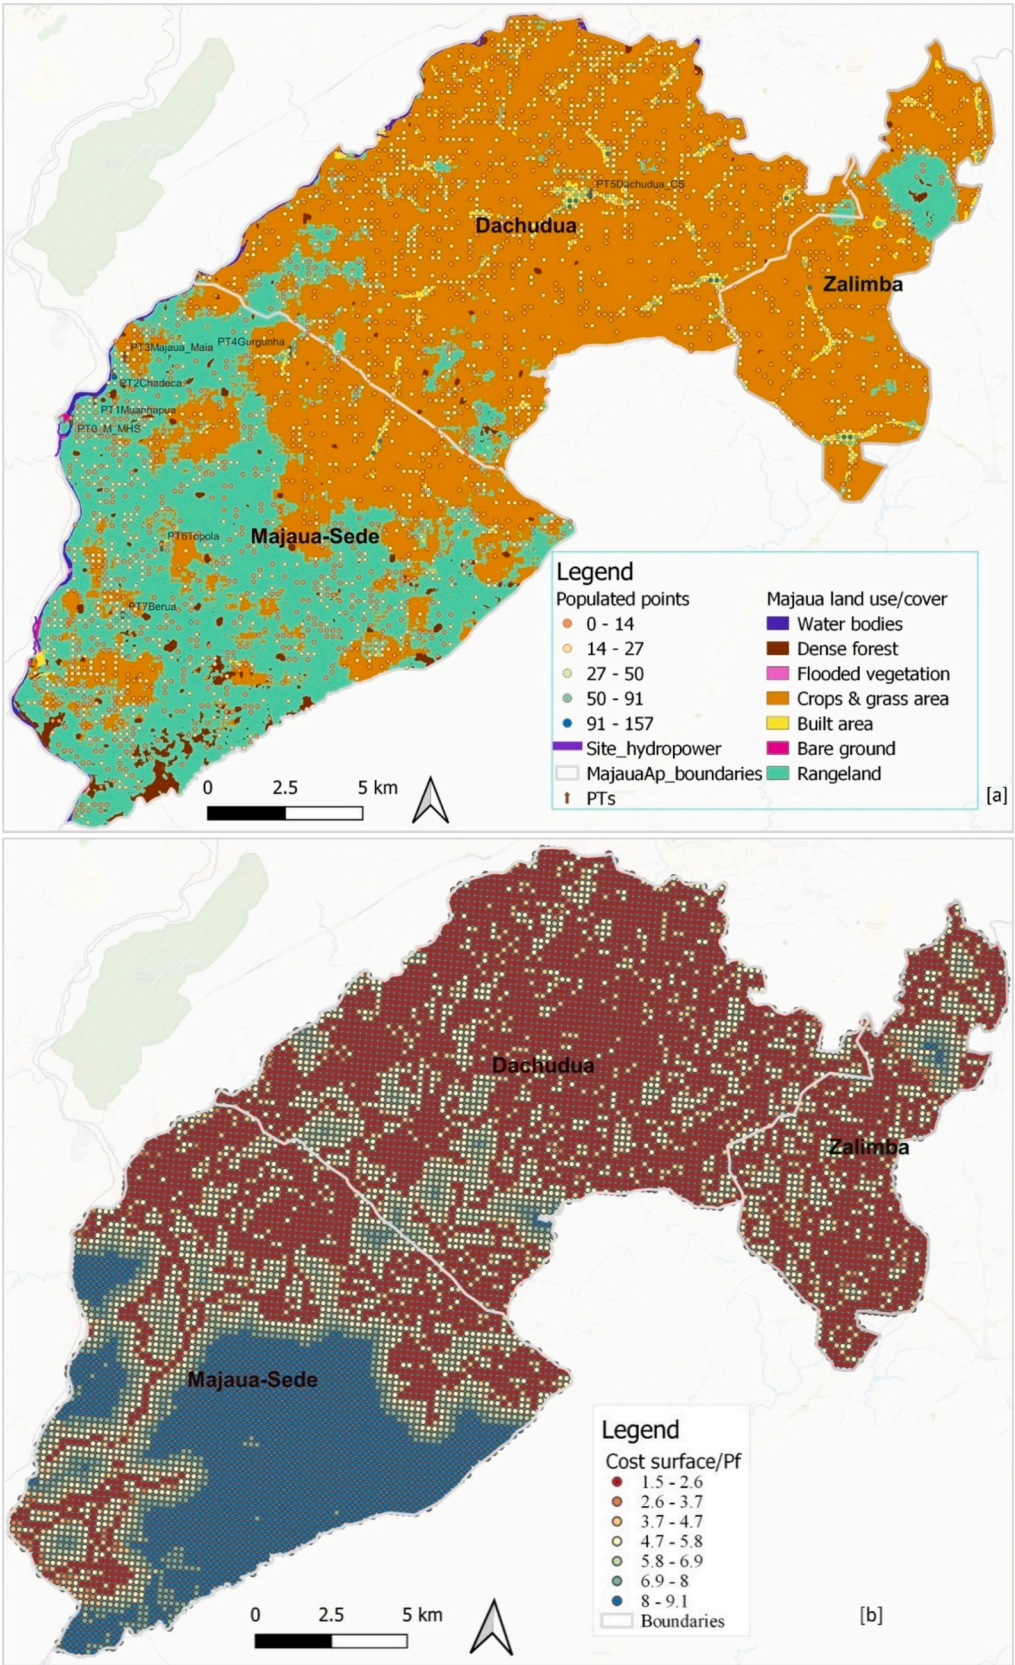 PT5Dachudua_CS
Dachudua
Zalimba
PT3Majaua_Maia
PT4Gurgunha
PT2Chadeca
PT1Muanhapua
PT0_M_MHS
PT6Toppola
Majaua-Sede
PT7Berua
Legend
Populated points
0 - 14
14 - 27
27 - 50
50 - 91
91 - 157
Site_hydropower
MajauaAp_boundaries
PTs
Majaua land use/cover
Water bodies
Dense forest
Flooded vegetation
Crops & grass area
Built area
Bare ground
Rangeland
0 2.5 5 km
[a]
Dachudua
Zalimba
Majaua-Sede
Legend
Cost surface/Pf
1.5 - 2.6
2.6 - 3.7
3.7 - 4.7
4.7 - 5.8
5.8 - 6.9
6.9 - 8
8 - 9.1
Boundaries
0 2.5 5 km
[b]